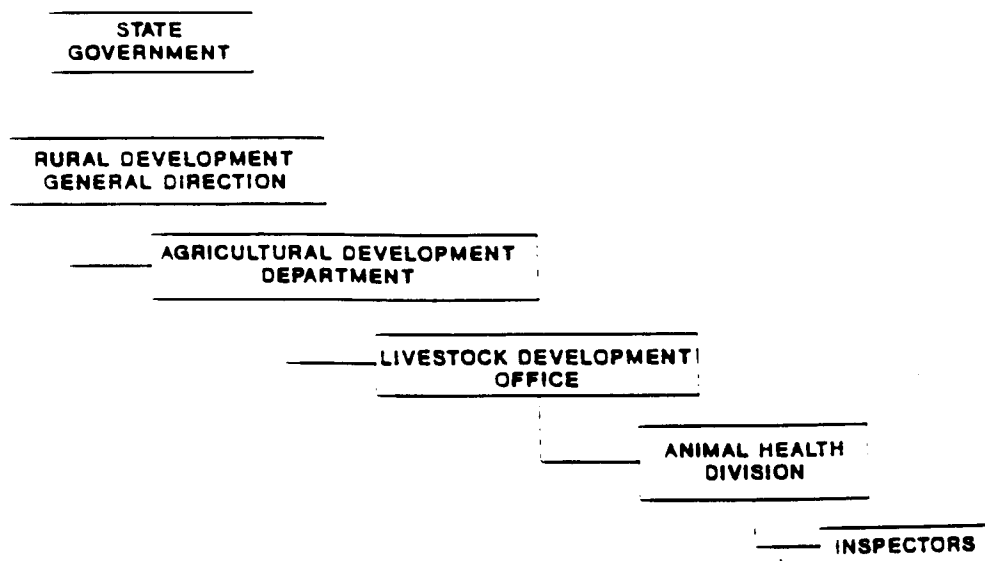 STATE
GOVERNMENT
RURAL DEVELOPMENT
GENERAL DIRECTION
AGRICULTURAL DEVELOPMENT
DEPARTMENT
LIVESTOCK DEVELOPMENT
OFFICE
ANIMAL HEALTH
DIVISION
INSPECTORS